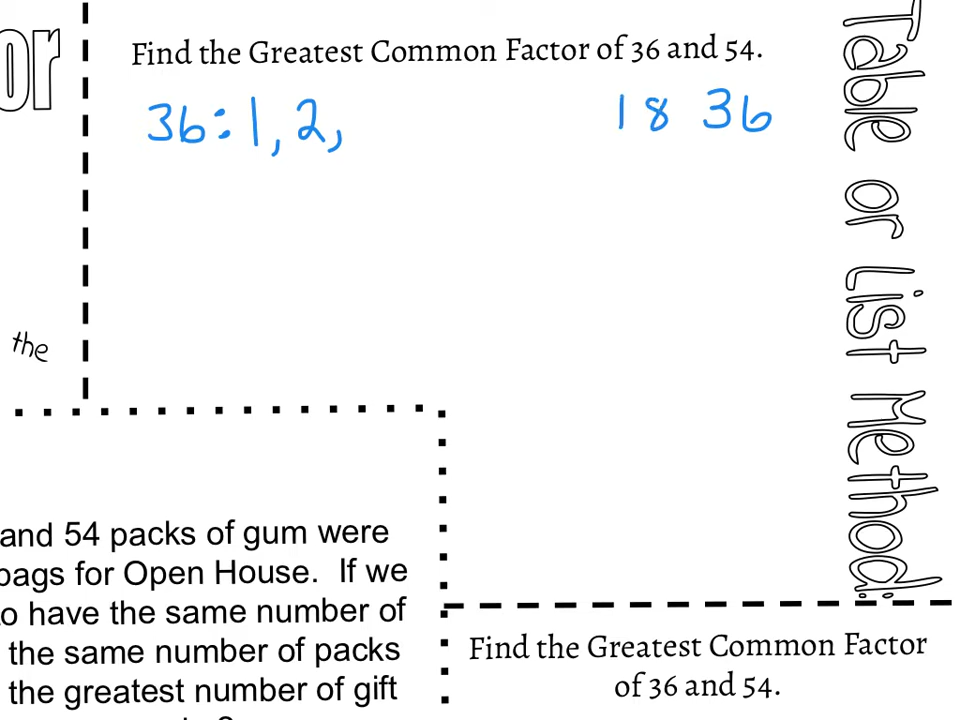 or
Find the Greatest Common Factor of 36 and 54.
36: 1, 2, 18 36
Table or List Method
the
and 54 packs of gum were
bags for Open House. If we
to have the same number of
the same number of packs
the greatest number of gift
Find the Greatest Common Factor
of 36 and 54.